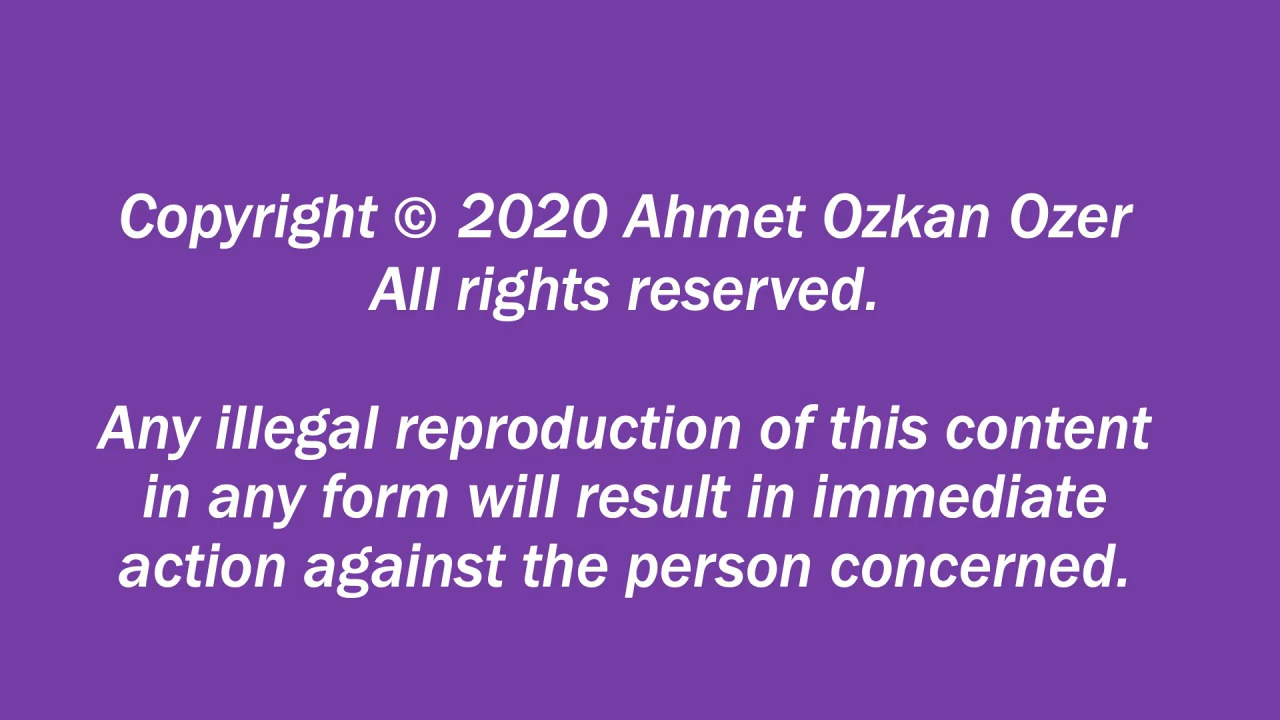 Copyright © 2020 Ahmet Ozkan Ozer
All rights reserved.
Any illegal reproduction of this content
in any form will result in immediate
action against the person concerned.